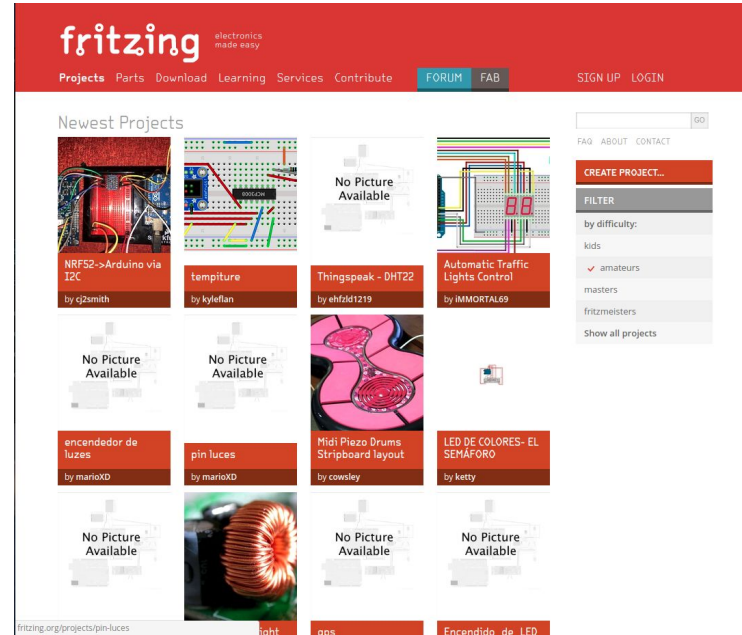 fritzing
electronics
made easy
Projects Parts Download Learning Services Contribute FORUM FAB SIGN UP LOGIN
Newest Projects
GO
FAQ ABOUT CONTACT
CREATE PROJECT...
FILTER
by difficulty:
kids
amateurs
masters
fritzmeisters
Show all projects
MCP3008
No Picture
Available
NRF52->Arduino via
I2C
by cj2smith
tempiture
by kyleflan
Thingspeak - DHT22
by ehfzld1219
Automatic Traffic
Lights Control
by iMMORTAL69
No Picture
Available
No Picture
Available
encendedor de
luzes
by marioXD
pin luces
by marioXD
Midi Piezo Drums
Stripboard layout
by cowsley
LED DE COLORES- EL
SEMÁFORO
by ketty
No Picture
Available
No Picture
Available
No Picture
Available
ight
gps
Encendido de LED
fritzing.org/projects/pin-luces